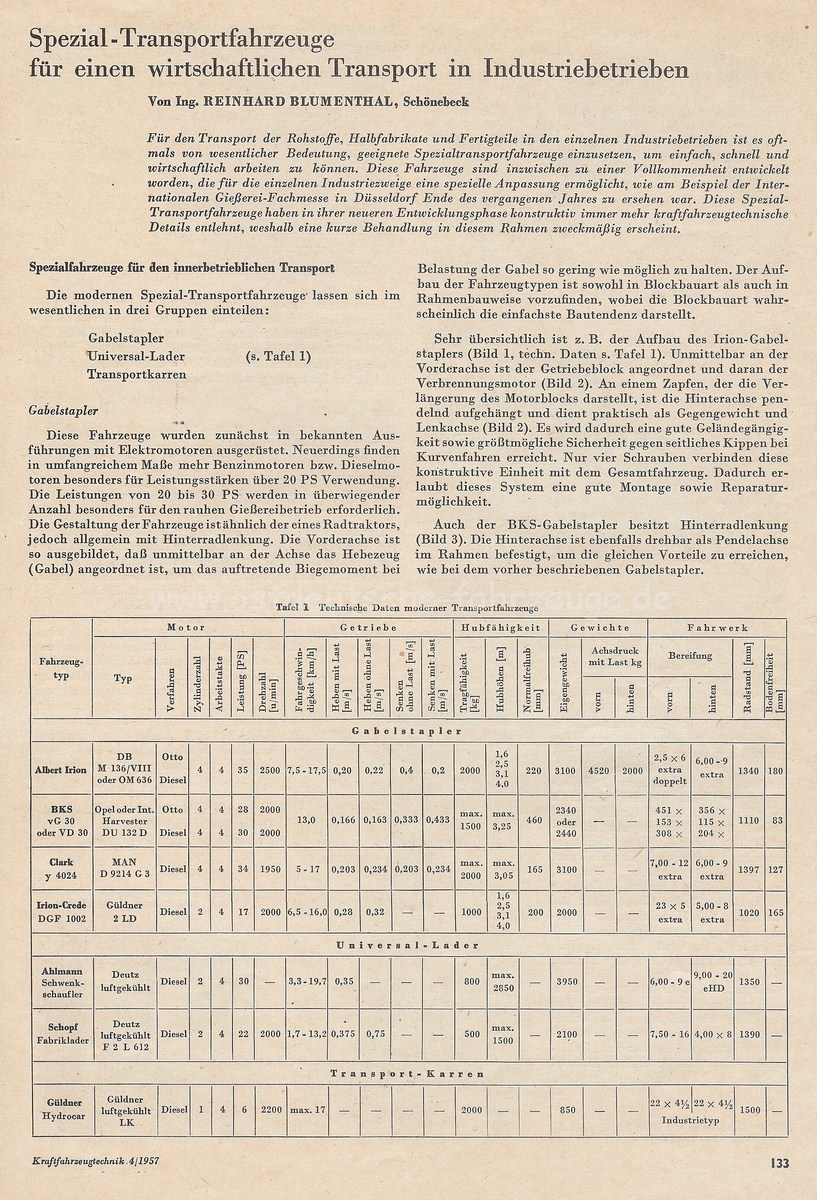 Spezial-Transportfahrzeuge
für einen wirtschaftlichen Transport in Industriebetrieben
Von Ing. REINHARD BLUMENTHAL, Schönebeck
Für den Transport der Rohstoffe, Halbfabrikate und Fertigteile in den einzelnen Industriebetrieben ist es oft-
mals von wesentlicher Bedeutung, geeignete Spezialtransportfahrzeuge einzusetzen, um einfach, schnell und
wirtschaftlich arbeiten zu können. Diese Fahrzeuge sind inzwischen zu einer Vollkommenheit entwickelt
worden, die für die einzelnen Industriezweige eine spezielle Anpassung ermöglicht, wie am Beispiel der Inter-
nationalen Gießerei-Fachmesse in Düsseldorf Ende des vergangenen Jahres zu ersehen war. Diese Spezial-
Transportfahrzeuge haben in ihrer neueren Entwicklungsphase konstruktiv immer mehr kraftfahrzeugtechnische
Details entlehnt, weshalb eine kurze Behandlung in diesem Rahmen zweckmäßig erscheint.
Spezialfahrzeuge für den innerbetrieblichen Transport
Die modernen Spezial-Transportfahrzeuge lassen sich im
wesentlichen in drei Gruppen einteilen:
Gabelstapler
Universal-Lader (s. Tafel 1)
Transportkarren
Gabelstapler
Diese Fahrzeuge wurden zunächst in bekannten Aus-
führungen mit Elektromotoren ausgerüstet. Neuerdings finden
in umfangreichem Maße mehr Benzinmotoren bzw. Dieselmo-
toren besonders für Leistungsstärken über 20 PS Verwendung.
Die Leistungen von 20 bis 30 PS werden in überwiegender
Anzahl besonders für den rauhen Gießereibetrieb erforderlich.
Die Gestaltung der Fahrzeuge ist ähnlich der eines Radtraktors,
jedoch allgemein mit Hinterradlenkung. Die Vorderachse ist
so ausgebildet, daß unmittelbar an der Achse das Hebezeug
(Gabel) angeordnet ist, um das auftretende Biegemoment bei
Belastung der Gabel so gering wie möglich zu halten. Der Auf-
bau der Fahrzeugtypen ist sowohl in Blockbauart als auch in
Rahmenbauweise vorzufinden, wobei die Blockbauart wahr-
scheinlich die einfachste Bautendenz darstellt.
Sehr übersichtlich ist z. B. der Aufbau des Irion-Gabel-
staplers (Bild 1, techn. Daten s. Tafel 1). Unmittelbar an der
Vorderachse ist der Getriebeblock angeordnet und daran der
Verbrennungsmotor (Bild 2). An einem Zapfen, der die Ver-
längerung des Motorblocks darstellt, ist die Hinterachse pen-
delnd aufgehängt und dient praktisch als Gegengewicht und
Lenkachse (Bild 2). Es wird dadurch eine gute Geländegängig-
keit sowie größtmögliche Sicherheit gegen seitliches Kippen bei
Kurvenfahren erreicht. Nur vier Schrauben verbinden diese
konstruktive Einheit mit dem Gesamtfahrzeug. Dadurch er-
laubt dieses System eine gute Montage sowie Reparatur-
möglichkeit.
Auch der BKS-Gabelstapler besitzt Hinterradlenkung
(Bild 3). Die Hinterachse ist ebenfalls drehbar als Pendelachse
im Rahmen befestigt, um die gleichen Vorteile zu erreichen,
wie bei dem vorher beschriebenen Gabelstapler.
Tafel 1 Technische Daten moderner Transportfahrzeuge
Fahrzeug-typ Motor Getriebe Hubfähigkeit Gewichte Fahrwerk
Typ Verfahren Zylinderzahl Arbeitstakte Leistung [PS] Drehzahl [u/min] Fahrgeschwin-digkeit [km/h] Heben mit Last [m/s] Heben ohne Last [m/s] Senken ohne Last [m/s] Senken mit Last [m/s] Tragfähigkeit [kg] Hubhöhen [m] Normalfreihub [mm] Eigengewicht Achsdruck mit Last kg vorn hinten Bereifung vorn hinten Radstand [mm] Bodenfreiheit [mm]
Gabelstapler
Albert Irion DB M 136/VIII oder OM 636 Otto Diesel 4 4 35 2500 7,5-17,5 0,20 0,22 0,4 0,2 2000 1,6 2,5 3,1 4,0 220 3100 4520 2000 2,5 × 6 extra doppelt 6,00-9 extra 1340 180
BKS vG 30 oder VD 30 Opel oder Int. Harvester DU 132 D Otto Diesel 4 4 4 4 28 30 2000 2000 13,0 0,166 0,163 0,333 0,433 max. 1500 max. 3,25 460 2340 oder 2440 — — 451 × 153 × 308 × 356 × 115 × 204 × 1110 83
Clark y 4024 MAN D 9214 G 3 Diesel 4 4 34 1950 5-17 0,203 0,234 0,203 0,234 max. 2000 max. 3,05 165 3100 — — 7,00-12 extra 6,00-9 extra 1397 127
Irion-Crede DGF 1002 Güldner 2 LD Diesel 2 4 17 2000 6,5-16,0 0,28 0,32 — — 1000 1,6 2,5 3,1 4,0 200 2000 — — 23 × 5 extra 5,00-8 extra 1020 165
Universal-Lader
Ahlmann Schwenk-schaufler Deutz luftgekühlt Diesel 2 4 30 — 3,3-19,7 0,35 — — — 800 max. 2850 — 3950 — — 6,00-9 e 9,00-20 eHD 1350 —
Schopf Fabriklader Deutz luftgekühlt F 2 L 612 Diesel 2 4 22 2000 1,7-13,2 0,375 0,75 — — 500 max. 1500 — 2100 — — 7,50-16 4,00 × 8 1390 —
Transport-Karren
Güldner Hydrocar Güldner luftgekühlt LK Diesel 1 4 6 2200 max. 17 — — — — 2000 — — 850 — — 22 × 4½ 22 × 4½ Industrietyp 1500 —
Kraftfahrzeugtechnik 4/1957
133